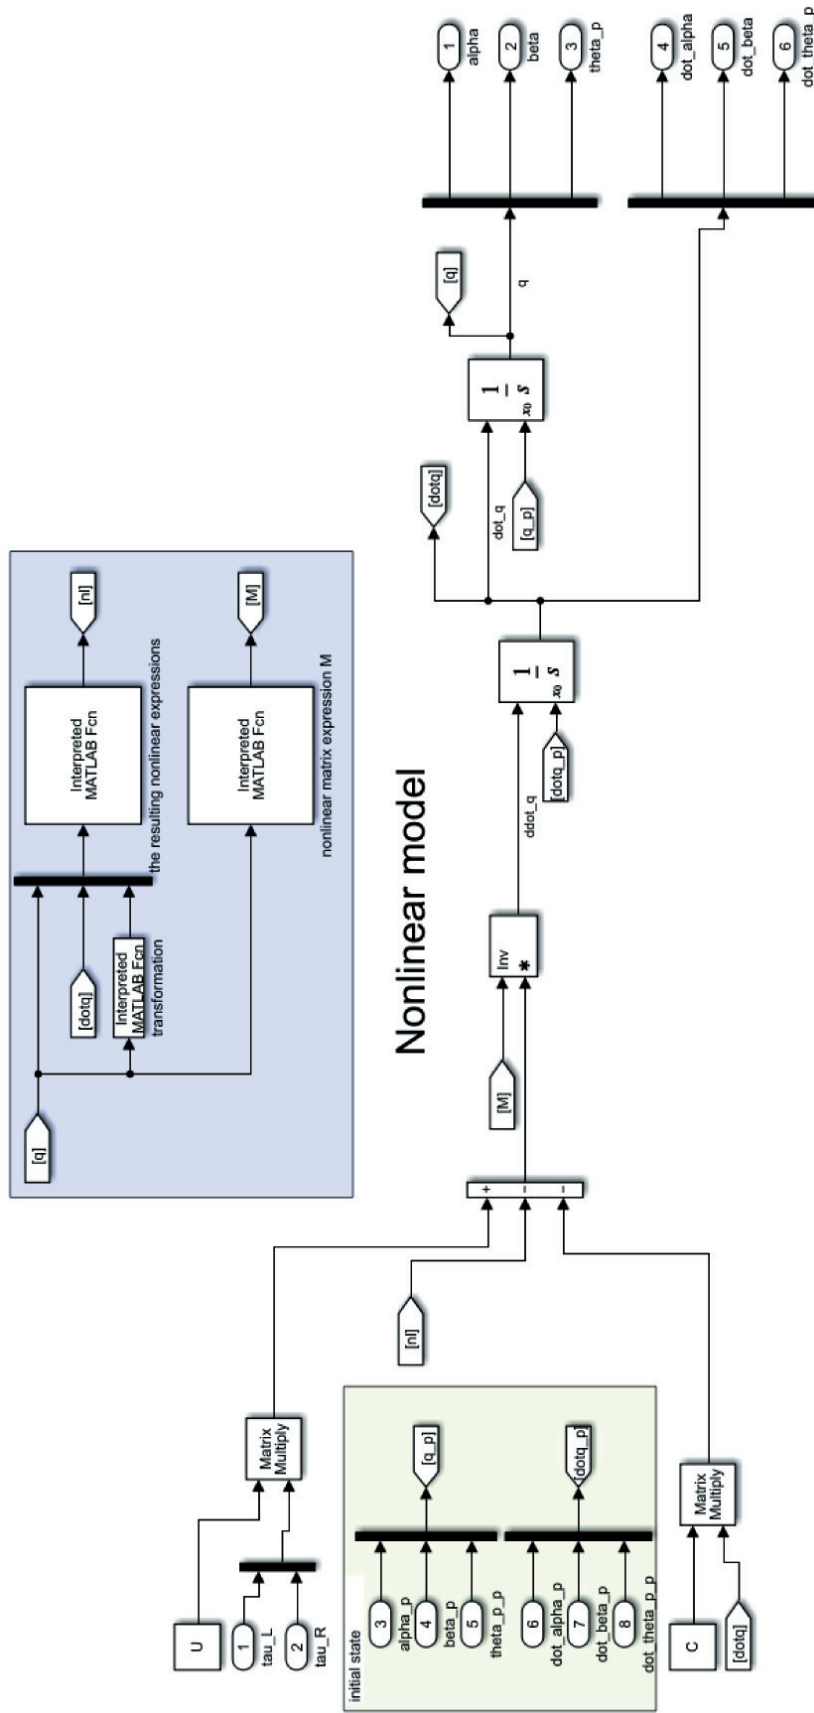 [q]
[dotq]
Interpreted
MATLAB Fcn
transformation
Interpreted
MATLAB Fcn
the resulting nonlinear expressions
[nl]
Interpreted
MATLAB Fcn
nonlinear matrix expression M
[M]
Nonlinear model
U
1
tau_L
2
tau_R
Matrix
Multiply
initial state
3
alpha_p
4
beta_p
5
theta_p_p
[q_p]
6
dot_alpha_p
7
dot_beta_p
8
dot_theta_p_p
[dotq_p]
C
[dotq]
Matrix
Multiply
[nl]
+
−
−
[M]
Inv
*
ddot_q
[dotq_p]
1
s
x0
[dotq]
dot_q
[q_p]
1
s
x0
[q]
q
1
alpha
2
beta
3
theta_p
4
dot_alpha
5
dot_beta
6
dot_theta_p